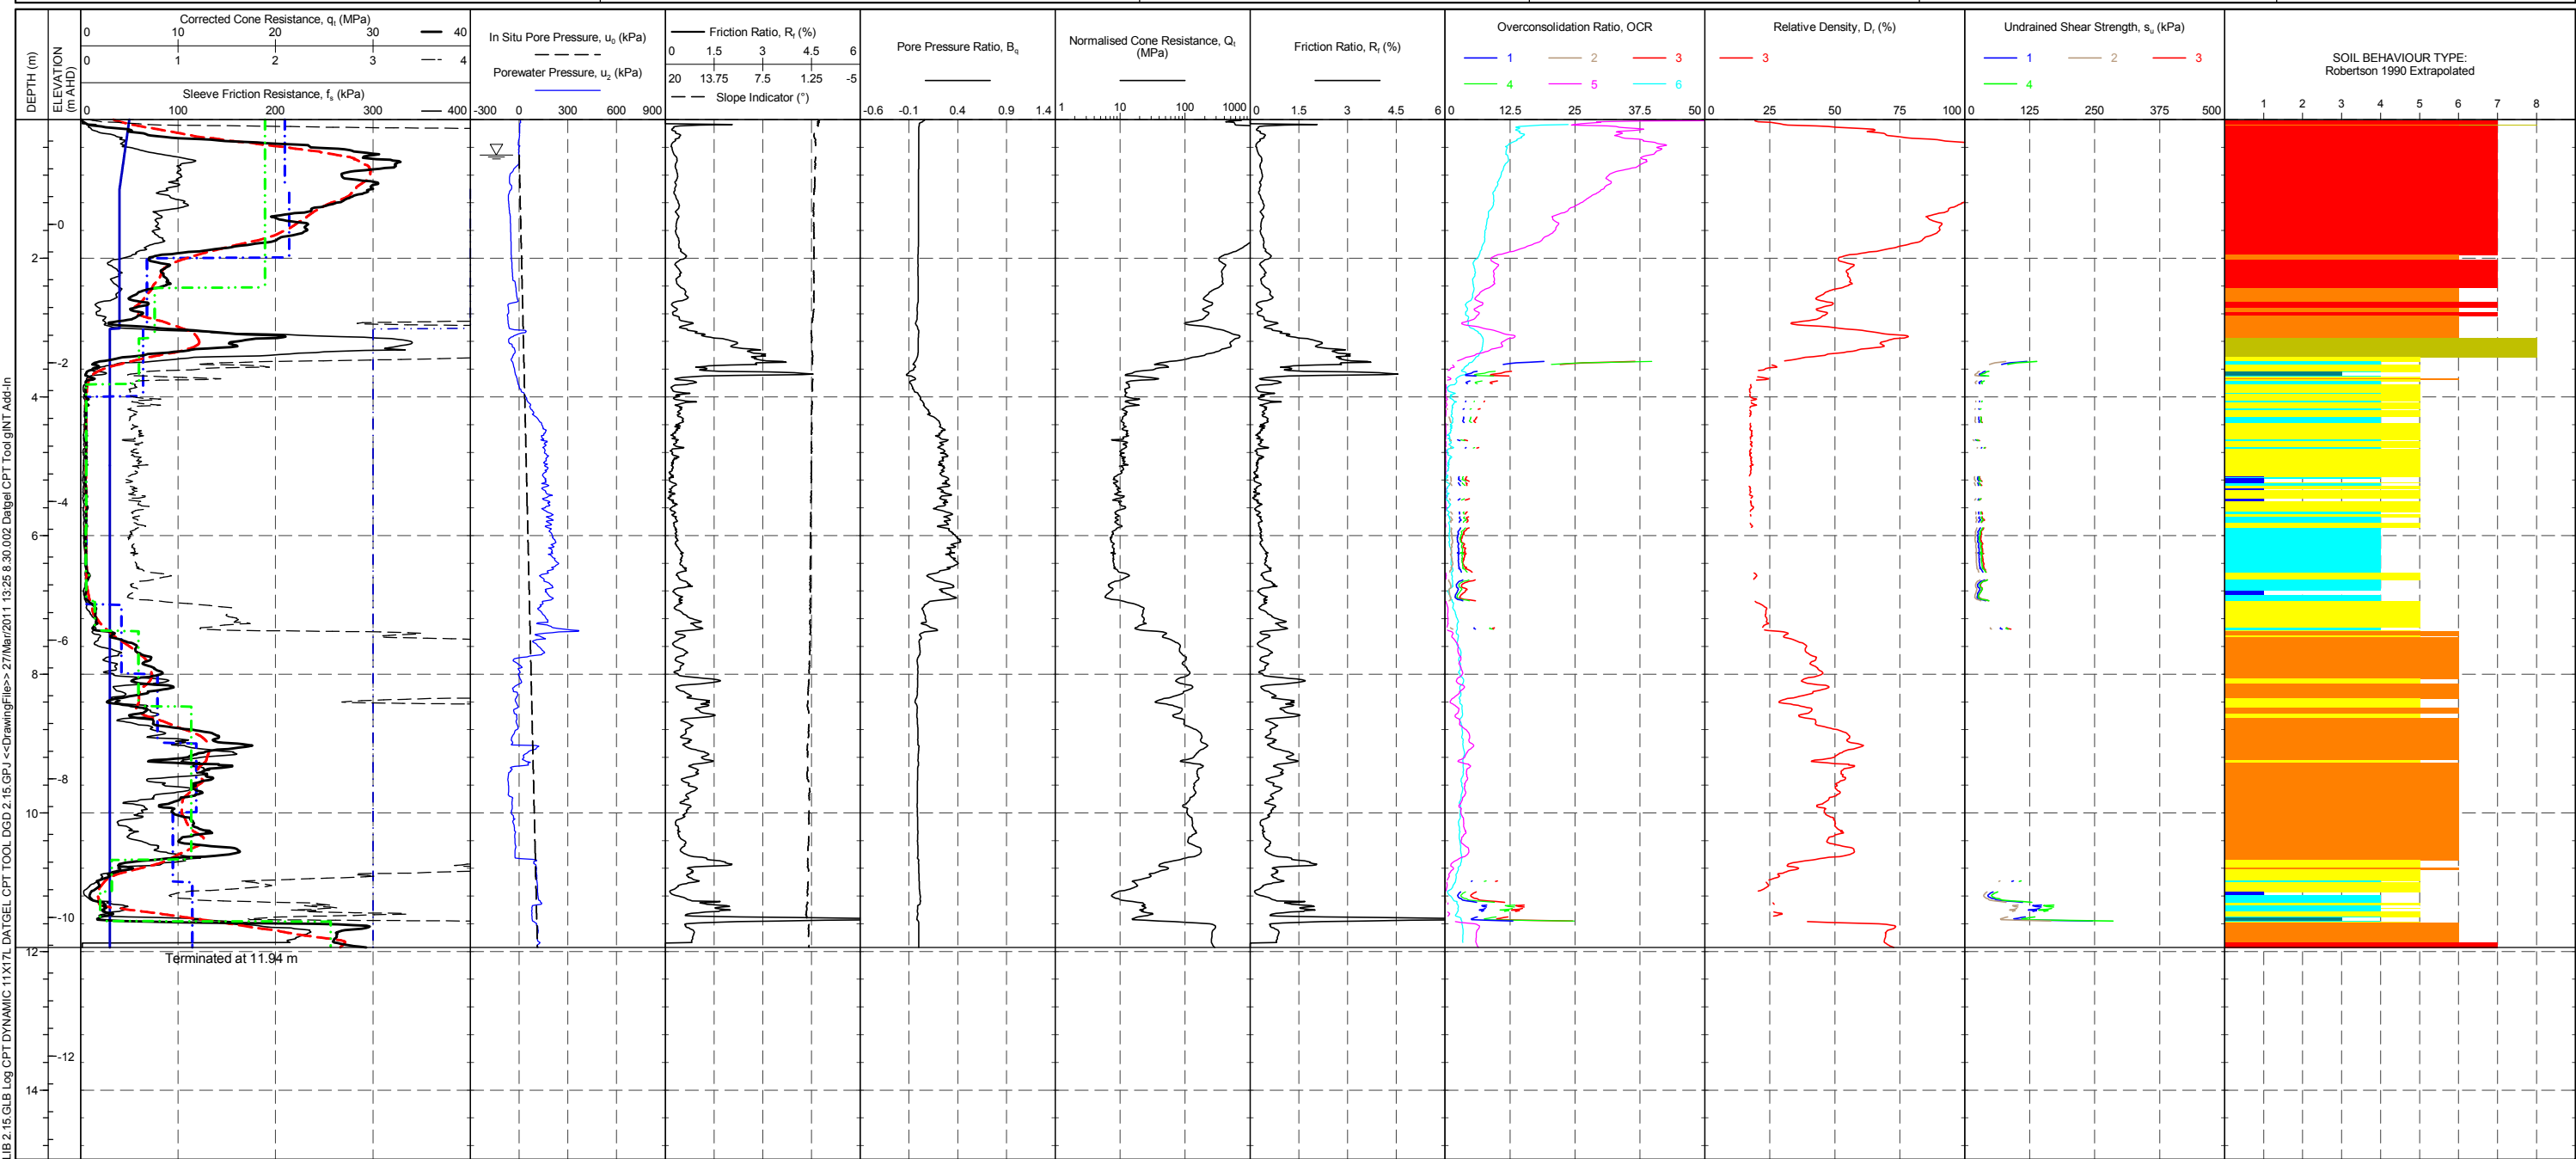 Corrected Cone Resistance, qt (MPa)
0 10 20 30 40
0 1 2 3 4
Sleeve Friction Resistance, fs (kPa)
0 100 200 300 400
DEPTH (m)
ELEVATION (m AHD)
In Situ Pore Pressure, u0 (kPa)
Porewater Pressure, u2 (kPa)
-300 0 300 600 900
Friction Ratio, Rf (%)
0 1.5 3 4.5 6
20 13.75 7.5 1.25 -5
Slope Indicator (°)
Pore Pressure Ratio, Bq
-0.6 -0.1 0.4 0.9 1.4
Normalised Cone Resistance, Qt
(MPa)
1 10 100 1000
Friction Ratio, Rf (%)
0 1.5 3 4.5 6
Overconsolidation Ratio, OCR
1 2 3
4 5 6
0 12.5 25 37.5 50
Relative Density, Dr (%)
3
0 25 50 75 100
Undrained Shear Strength, su (kPa)
1 2 3
4
0 125 250 375 500
SOIL BEHAVIOUR TYPE:
Robertson 1990 Extrapolated
1 2 3 4 5 6 7 8
0
2
-2
4
-4
6
-6
8
-8
10
-10
12
-12
14
Terminated at 11.94 m
LIB 2.15.GLB Log CPT DYNAMIC 11X17L DATGEL CPT TOOL DGD 2.15.GPJ <<DrawingFile>> 27/Mar/2011 13:25 8.30.002 Datgel CPT Tool gINT Add-In